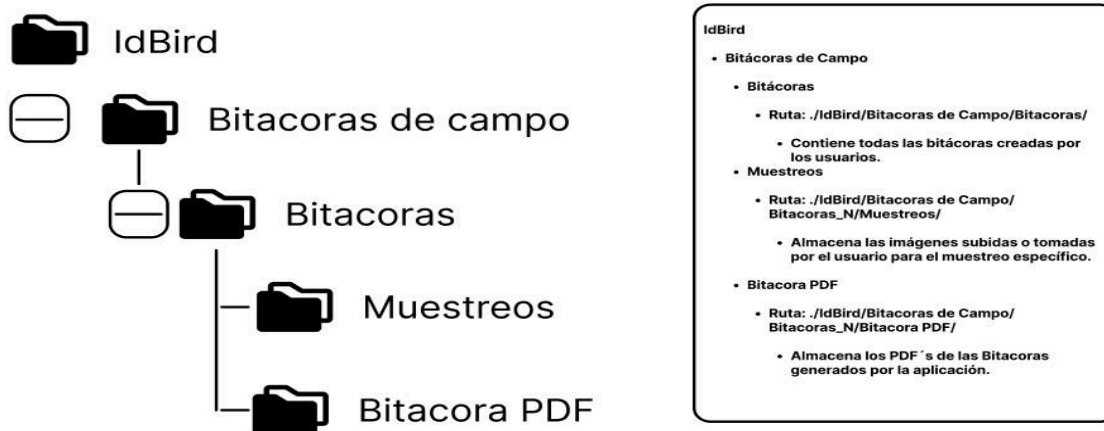 IdBird
Bitacoras de campo
Bitacoras
Muestreos
Bitacora PDF
IdBird
• Bitácoras de Campo
• Bitácoras
• Ruta: ./IdBird/Bitacoras de Campo/Bitacoras/
• Contiene todas las bitácoras creadas por
los usuarios.
• Muestreos
• Ruta: ./IdBird/Bitacoras de Campo/
Bitacoras_N/Muestreos/
• Almacena las imágenes subidas o tomadas
por el usuario para el muestreo específico.
• Bitacora PDF
• Ruta: ./IdBird/Bitacoras de Campo/
Bitacoras_N/Bitacora PDF/
• Almacena los PDF´s de las Bitacoras
generados por la aplicación.